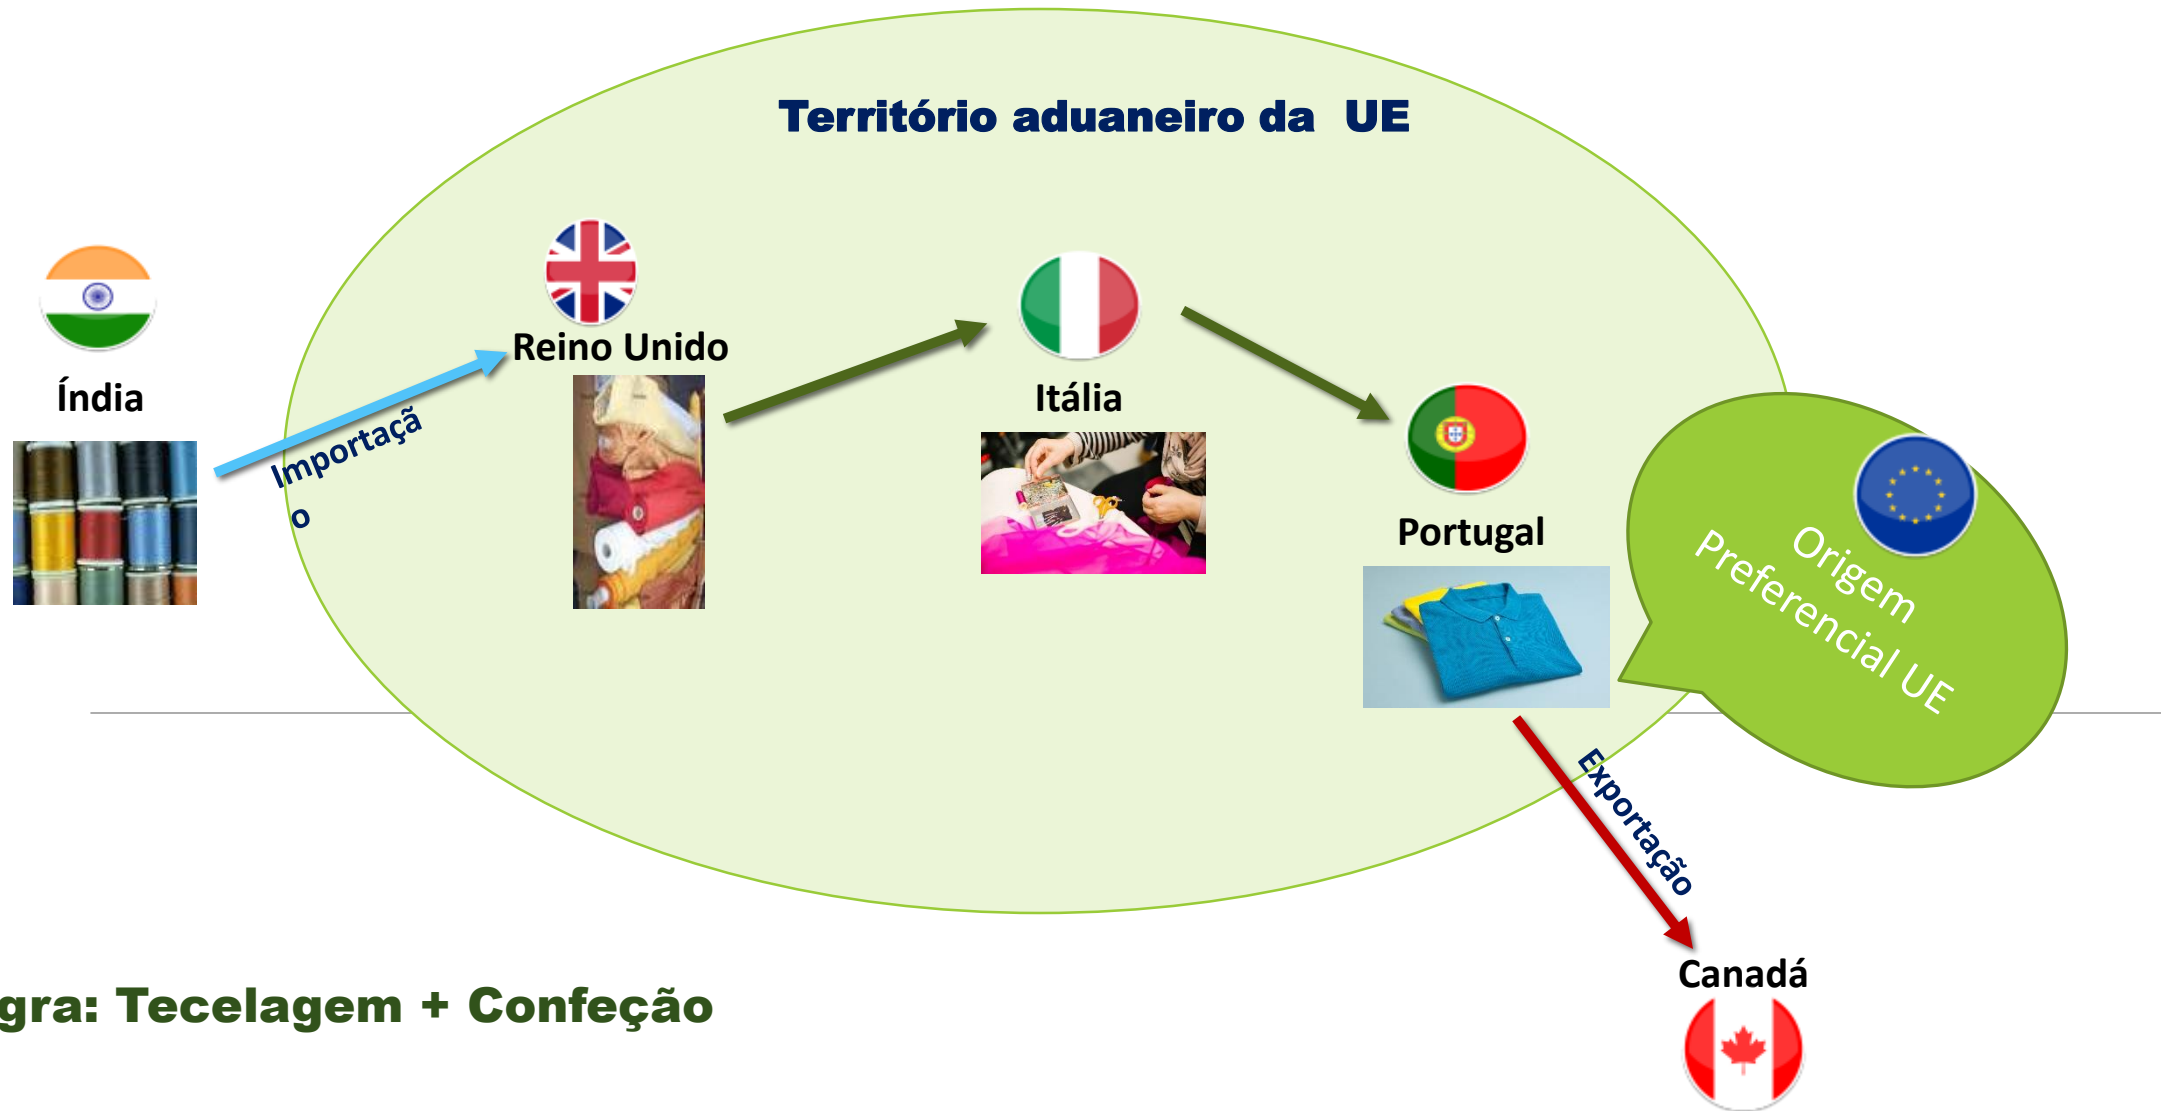 Território aduaneiro da UE
Reino Unido
Índia
Importaçã
o
Itália
Portugal
Origem
Preferencial UE
Exportação
Canadá
gra: Tecelagem + Confeção